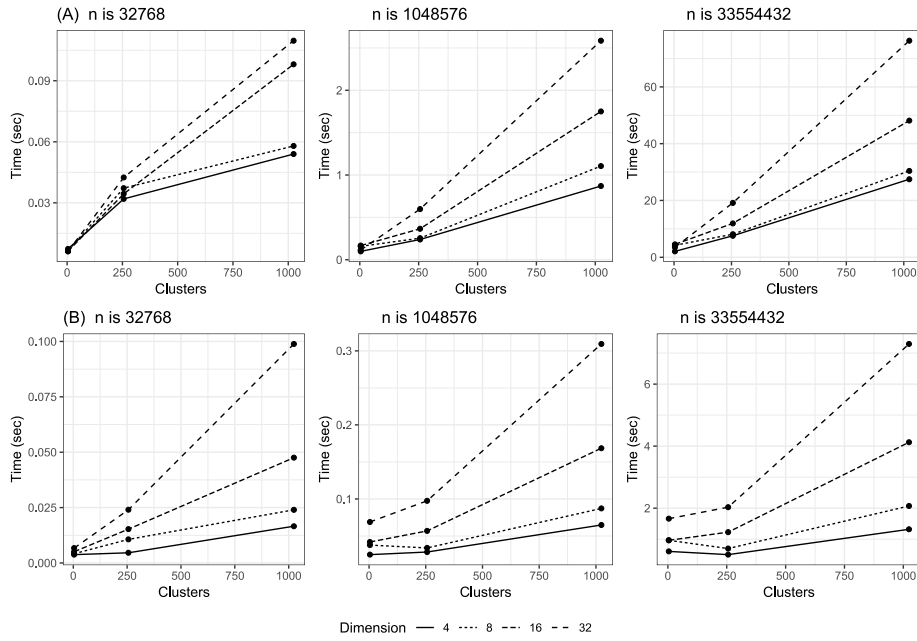 (A) n is 32768
n is 1048576
n is 33554432
Time (sec)
0.09
0.06
0.03
0
250
500
750
1000
Clusters
Time (sec)
2
1
0
0
250
500
750
1000
Clusters
Time (sec)
60
40
20
0
0
250
500
750
1000
Clusters
(B) n is 32768
n is 1048576
n is 33554432
Time (sec)
0.100
0.075
0.050
0.025
0.000
0
250
500
750
1000
Clusters
Time (sec)
0.3
0.2
0.1
0
250
500
750
1000
Clusters
Time (sec)
6
4
2
0
250
500
750
1000
Clusters
Dimension 4 8 16 32